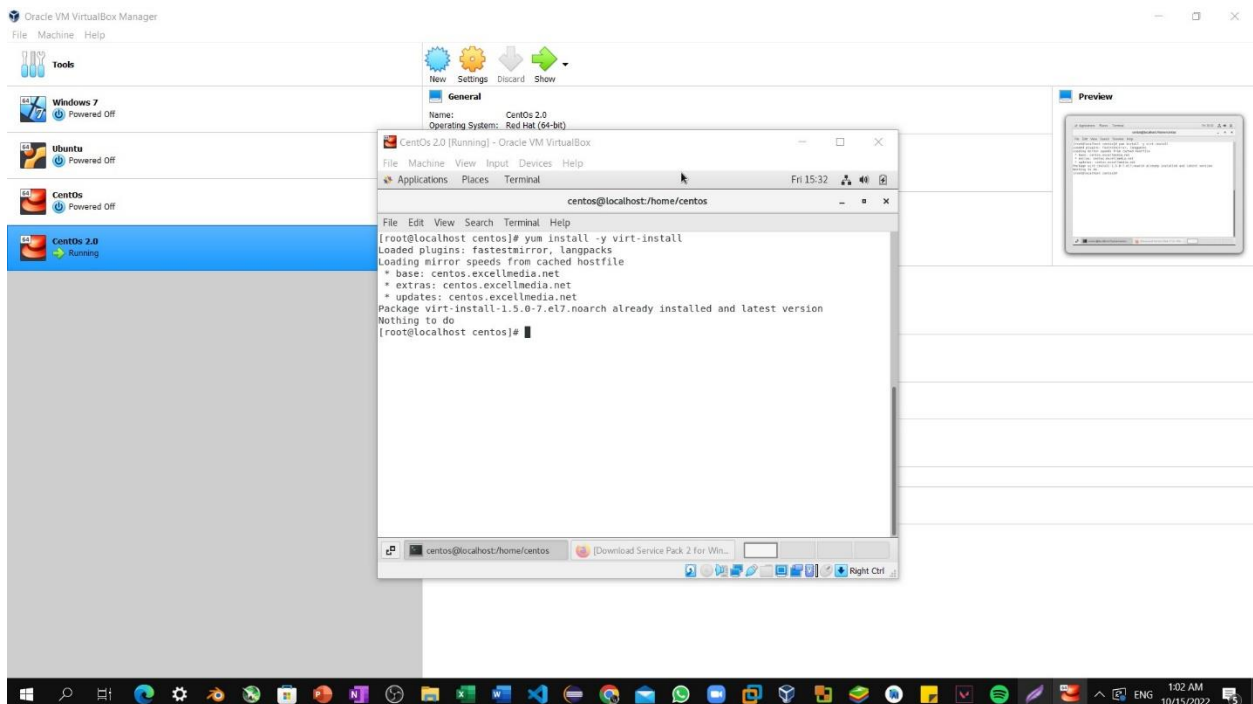 Oracle VM VirtualBox Manager
File Machine Help
Tools
New Settings Discard Show
64 Windows 7
Powered Off
64 Ubuntu
Powered Off
64 CentOs
Powered Off
64 CentOs 2.0
Running
General
Name: CentOs 2.0
Operating System: Red Hat (64-bit)
Preview
CentOs 2.0 [Running] - Oracle VM VirtualBox
File Machine View Input Devices Help
Applications Places Terminal Fri 15:32
centos@localhost:/home/centos
File Edit View Search Terminal Help
[root@localhost centos]# yum install -y virt-install
Loaded plugins: fastestmirror, langpacks
Loading mirror speeds from cached hostfile
* base: centos.excellmedia.net
* extras: centos.excellmedia.net
* updates: centos.excellmedia.net
Package virt-install-1.5.0-7.el7.noarch already installed and latest version
Nothing to do
[root@localhost centos]#
centos@localhost:/home/centos [Download Service Pack 2 for Win...
Right Ctrl
ENG 1:02 AM
10/15/2022